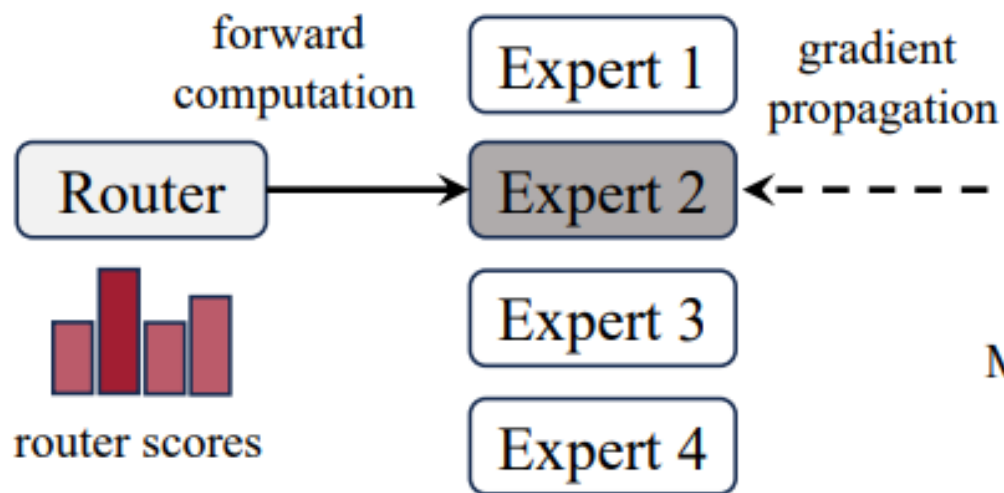 forward
computation
Expert 1
gradient
propagation
Router
Expert 2
Expert 3
M
router scores
Expert 4